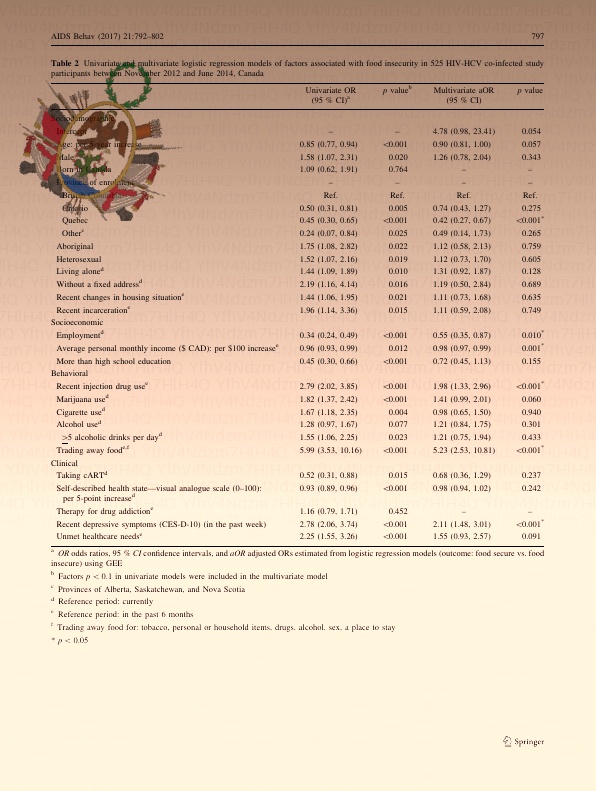 AIDS Behav (2017) 21:792–802 797
Table 2 Univariate and multivariate logistic regression models of factors associated with food insecurity in 525 HIV-HCV co-infected study
participants between November 2012 and June 2014, Canada
Univariate OR (95 % CI)a p valueb Multivariate aOR (95 % CI) p value
Sociodemographic
Intercept – – 4.78 (0.98, 23.41) 0.054
Age: per 5-year increase 0.85 (0.77, 0.94) <0.001 0.90 (0.81, 1.00) 0.057
Male 1.58 (1.07, 2.31) 0.020 1.26 (0.78, 2.04) 0.343
Born in Canada 1.09 (0.62, 1.91) 0.764 – –
Province of enrolment – – –
Ref. Ref. Ref.
Ontario 0.50 (0.31, 0.81) 0.005 0.74 (0.43, 1.27) 0.275
Quebec 0.45 (0.30, 0.65) <0.001 0.42 (0.27, 0.67) <0.001*
Otherc 0.24 (0.07, 0.84) 0.025 0.49 (0.14, 1.73) 0.265
Aboriginal 1.75 (1.08, 2.82) 0.022 1.12 (0.58, 2.13) 0.759
Heterosexual 1.52 (1.07, 2.16) 0.019 1.12 (0.73, 1.70) 0.605
Living aloned 1.44 (1.09, 1.89) 0.010 1.31 (0.92, 1.87) 0.128
Without a fixed addressd 2.19 (1.16, 4.14) 0.016 1.19 (0.50, 2.84) 0.689
Recent changes in housing situatione 1.44 (1.06, 1.95) 0.021 1.11 (0.73, 1.68) 0.635
Recent incarceratione 1.96 (1.14, 3.36) 0.015 1.11 (0.59, 2.08) 0.749
Socioeconomic
Employmentd 0.34 (0.24, 0.49) <0.001 0.55 (0.35, 0.87) 0.010*
Average personal monthly income ($ CAD): per $100 increasee 0.96 (0.93, 0.99) 0.012 0.98 (0.97, 0.99) 0.001*
More than high school education 0.45 (0.30, 0.66) <0.001 0.72 (0.45, 1.13) 0.155
Behavioral
Recent injection drug usee 2.79 (2.02, 3.85) <0.001 1.98 (1.33, 2.96) <0.001*
Marijuana used 1.82 (1.37, 2.42) <0.001 1.41 (0.99, 2.01) 0.060
Cigarette used 1.67 (1.18, 2.35) 0.004 0.98 (0.65, 1.50) 0.940
Alcohol used 1.28 (0.97, 1.67) 0.077 1.21 (0.84, 1.75) 0.301
>5 alcoholic drinks per dayd 1.55 (1.06, 2.25) 0.023 1.21 (0.75, 1.94) 0.433
Trading away foode,f 5.99 (3.53, 10.16) <0.001 5.23 (2.53, 10.81) <0.001*
Clinical
Taking cARTd 0.52 (0.31, 0.88) 0.015 0.68 (0.36, 1.29) 0.237
Self-described health state—visual analogue scale (0–100): 0.93 (0.89, 0.96) <0.001 0.98 (0.94, 1.02) 0.242
per 5-point increased
Therapy for drug addictione 1.16 (0.79, 1.71) 0.452 – –
Recent depressive symptoms (CES-D-10) (in the past week) 2.78 (2.06, 3.74) <0.001 2.11 (1.48, 3.01) <0.001*
Unmet healthcare needse 2.25 (1.55, 3.26) <0.001 1.55 (0.93, 2.57) 0.091
a OR odds ratios, 95 % CI confidence intervals, and aOR adjusted ORs estimated from logistic regression models (outcome: food secure vs. food
insecure) using GEE
b Factors p < 0.1 in univariate models were included in the multivariate model
c Provinces of Alberta, Saskatchewan, and Nova Scotia
d Reference period: currently
e Reference period: in the past 6 months
f Trading away food for: tobacco, personal or household items, drugs, alcohol, sex, a place to stay
* p < 0.05
Springer